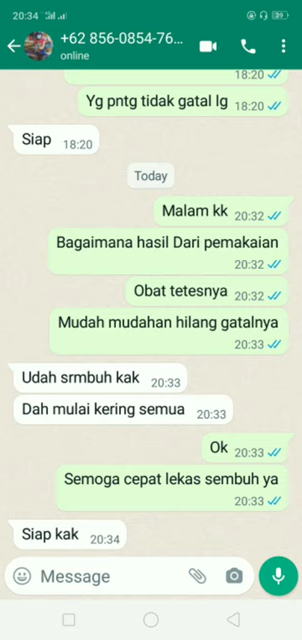 20:34
39
+62 856-0854-76...
online
18:20
Yg pntg tidak gatal lg 18:20
Siap 18:20
Today
Malam kk 20:32
Bagaimana hasil Dari pemakaian
20:32
Obat tetesnya 20:32
Mudah mudahan hilang gatalnya
20:33
Udah srmbuh kak 20:33
Dah mulai kering semua 20:33
Ok 20:33
Semoga cepat lekas sembuh ya
20:33
Siap kak 20:34
Message